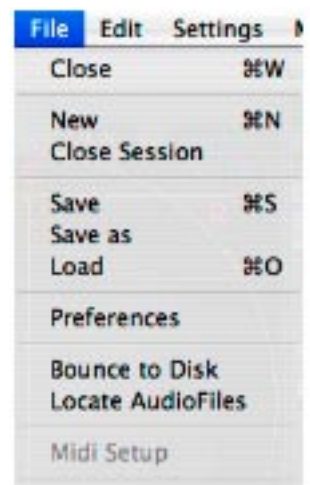 File Edit Settings
Close ⌘W
New ⌘N
Close Session
Save ⌘S
Save as
Load ⌘O
Preferences
Bounce to Disk
Locate AudioFiles
Midi Setup